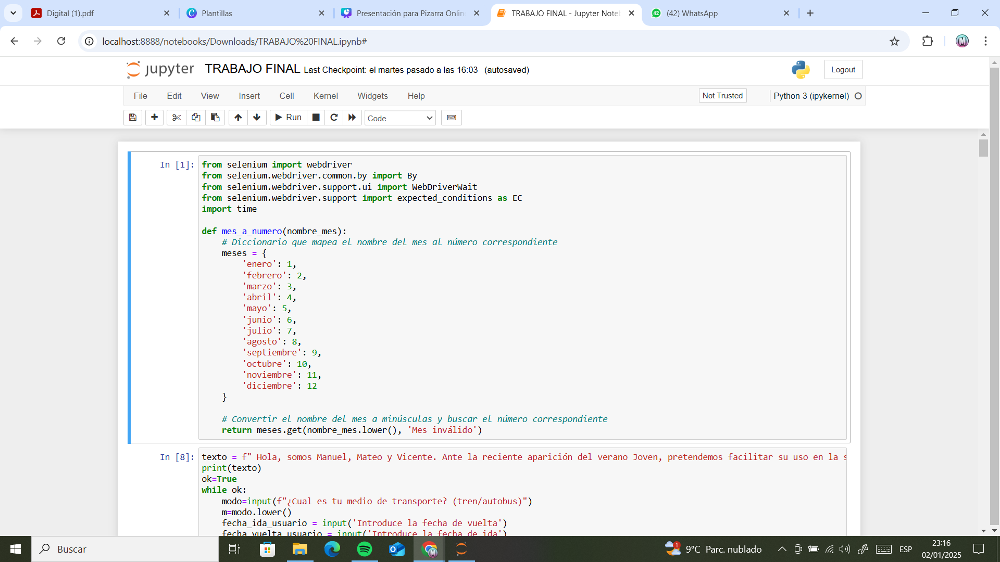 Digital (1).pdf
Plantillas
Presentación para Pizarra Onlin
TRABAJO FINAL - Jupyter Note
(42) WhatsApp
localhost:8888/notebooks/Downloads/TRABAJO%20FINAL.ipynb#
jupyter TRABAJO FINAL Last Checkpoint: el martes pasado a las 16:03 (autosaved)
Logout
File Edit View Insert Cell Kernel Widgets Help
Not Trusted
Python 3 (ipykernel)
Run
Code
In [1]: from selenium import webdriver
from selenium.webdriver.common.by import By
from selenium.webdriver.support.ui import WebDriverWait
from selenium.webdriver.support import expected_conditions as EC
import time
def mes_a_numero(nombre_mes):
# Diccionario que mapea el nombre del mes al número correspondiente
meses = {
'enero': 1,
'febrero': 2,
'marzo': 3,
'abril': 4,
'mayo': 5,
'junio': 6,
'julio': 7,
'agosto': 8,
'septiembre': 9,
'octubre': 10,
'noviembre': 11,
'diciembre': 12
}
# Convertir el nombre del mes a minúsculas y buscar el número correspondiente
return meses.get(nombre_mes.lower(), 'Mes inválido')
In [8]: texto = f" Hola, somos Manuel, Mateo y Vicente. Ante la reciente aparición del verano Joven, pretendemos facilitar su uso en la s
print(texto)
ok=True
while ok:
modo=input(f"¿Cual es tu medio de transporte? (tren/autobus)")
m=modo.lower()
fecha_ida_usuario = input('Introduce la fecha de vuelta')
fecha_vuelta_usuario = input('Introduce la fecha de ida')
Buscar
1
9°C Parc. nublado
ESP
23:16
02/01/2025